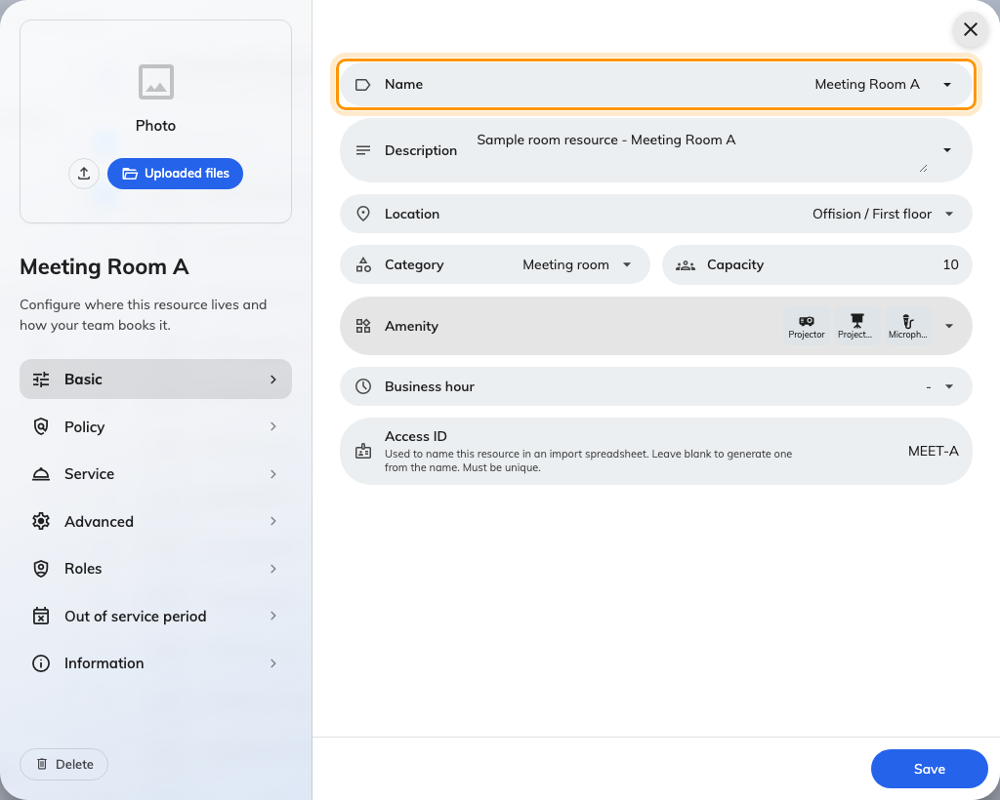 Photo
Uploaded files
Meeting Room A
Configure where this resource lives and
how your team books it.
Basic
Policy
Service
Advanced
Roles
Out of service period
Information
Delete
Name
Meeting Room A
Description
Sample room resource - Meeting Room A
Location
Offision / First floor
Category
Meeting room
Capacity
10
Amenity
Projector
Project...
Microph...
Business hour
-
Access ID
Used to name this resource in an import spreadsheet. Leave blank to generate one
from the name. Must be unique.
MEET-A
Save